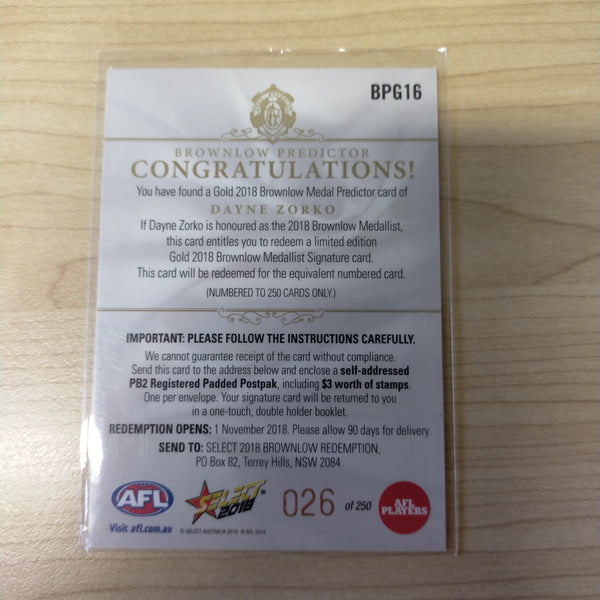 BPG16
BROWNLOW PREDICTOR
CONGRATULATIONS!
You have found a Gold 2018 Brownlow Medal Predictor card of
DAYNE ZORKO
If Dayne Zorko is honoured as the 2018 Brownlow Medallist,
this card entitles you to redeem a limited edition
Gold 2018 Brownlow Medallist Signature card.
This card will be redeemed for the equivalent numbered card.
(NUMBERED TO 250 CARDS ONLY.)
IMPORTANT: PLEASE FOLLOW THE INSTRUCTIONS CAREFULLY.
We cannot guarantee receipt of the card without compliance.
Send this card to the address below and enclose a self-addressed
PB2 Registered Padded Postpak, including $3 worth of stamps.
One per envelope. Your signature card will be returned to you
in a one-touch, double holder booklet.
REDEMPTION OPENS: 1 November 2018. Please allow 90 days for delivery.
SEND TO: SELECT 2018 BROWNLOW REDEMPTION,
PO Box 82, Terrey Hills, NSW 2084.
AFL
Visit afl.com.au
SELECT
2018
© SELECT AUSTRALIA 2018 © AFL 2018
026 of 250
AFL
PLAYERS